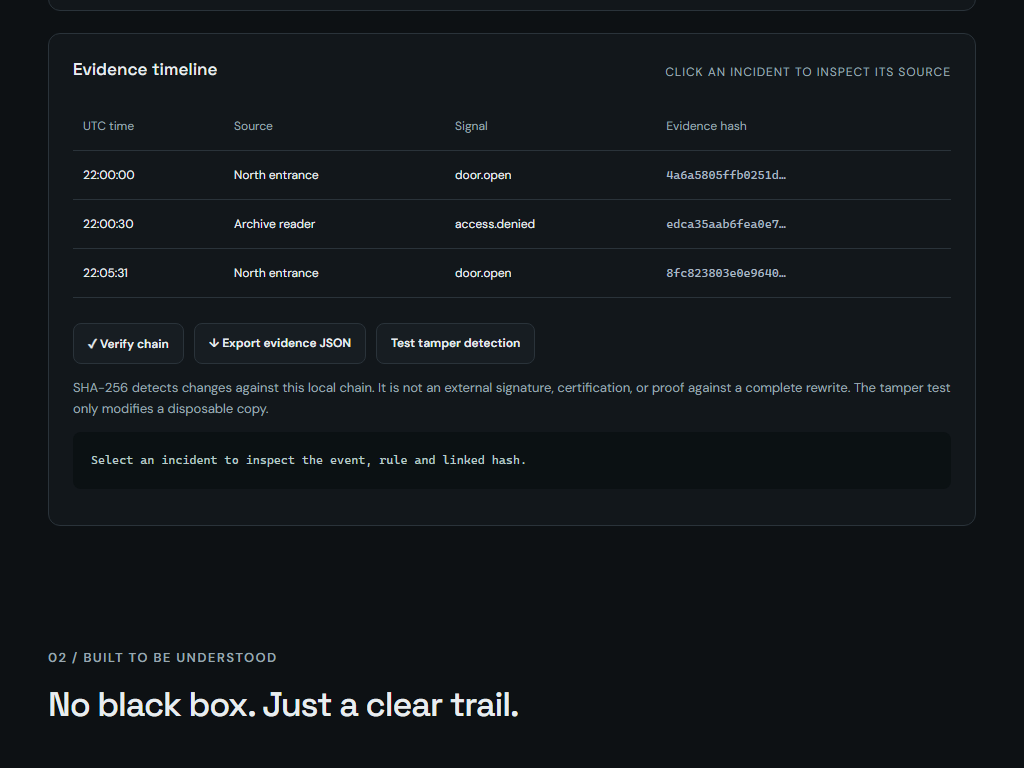 Evidence timeline
CLICK AN INCIDENT TO INSPECT ITS SOURCE
UTC time Source Signal Evidence hash
22:00:00 North entrance door.open 4a6a5805ffb0251d…
22:00:30 Archive reader access.denied edca35aab6fea0e7…
22:05:31 North entrance door.open 8fc823803e0e9640…
✓ Verify chain ↓ Export evidence JSON Test tamper detection
SHA-256 detects changes against this local chain. It is not an external signature, certification, or proof against a complete rewrite. The tamper test
only modifies a disposable copy.
Select an incident to inspect the event, rule and linked hash.
02 / BUILT TO BE UNDERSTOOD
No black box. Just a clear trail.